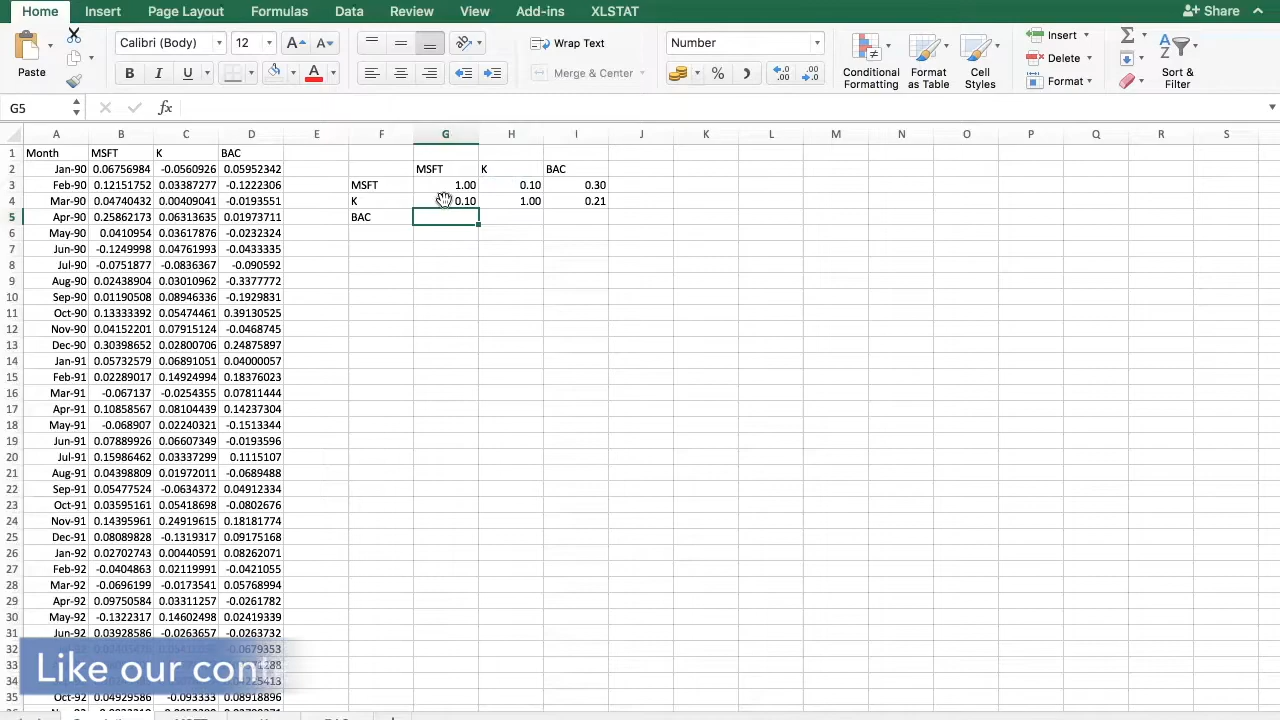 Home Insert Page Layout Formulas Data Review View Add-ins XLSTAT Share
Paste Calibri (Body) 12 Wrap Text Merge & Center Number Conditional Formatting Format as Table Cell Styles Insert Delete Format Sort & Filter
G5 fx
A B C D E F G H I J K L M N O P Q R S
1 Month MSFT K BAC
2 Jan-90 0.06756984 -0.0560926 0.05952342 MSFT K BAC
3 Feb-90 0.12151752 0.03387277 -0.1222306 MSFT 1.00 0.10 0.30
4 Mar-90 0.04740432 0.00409041 -0.0193551 K 0.10 1.00 0.21
5 Apr-90 0.25862173 0.06313635 0.01973711 BAC
6 May-90 0.0410954 0.03617876 -0.0232324
7 Jun-90 -0.1249998 0.04761993 -0.0433335
8 Jul-90 -0.0751877 -0.0836367 -0.090592
9 Aug-90 0.02438904 0.03010962 -0.3377772
10 Sep-90 0.01190508 0.08946336 -0.1929831
11 Oct-90 0.13333392 0.05474461 0.39130525
12 Nov-90 0.04152201 0.07915124 -0.0468745
13 Dec-90 0.30398652 0.02800706 0.24875897
14 Jan-91 0.05732579 0.06891051 0.04000057
15 Feb-91 0.02289017 0.14924994 0.18376023
16 Mar-91 -0.067137 -0.0254355 0.07811444
17 Apr-91 0.10858567 0.08104439 0.14237304
18 May-91 -0.068907 0.02240321 -0.1513344
19 Jun-91 0.07889926 0.06607349 -0.0193596
20 Jul-91 0.15986462 0.03337299 0.1115107
21 Aug-91 0.04398809 0.01972011 -0.0689488
22 Sep-91 0.05477524 -0.0634372 0.04912334
23 Oct-91 0.03595161 0.05418698 -0.0802676
24 Nov-91 0.14395961 0.24919615 0.18181774
25 Dec-91 0.08089828 -0.1319317 0.09175168
26 Jan-92 0.02702743 0.00440591 0.08262071
27 Feb-92 -0.0404863 0.02119991 -0.0421055
28 Mar-92 -0.0696199 -0.0173541 0.05768994
29 Apr-92 0.09750584 0.03311257 -0.0261782
30 May-92 -0.1322317 0.14602498 0.02419339
31 Jun-92 0.03928586 -0.0263657 -0.0263732
32 -0.0679353
33
Like our cont
34
35 Oct-92 0.04929586 -0.093333 0.08918896